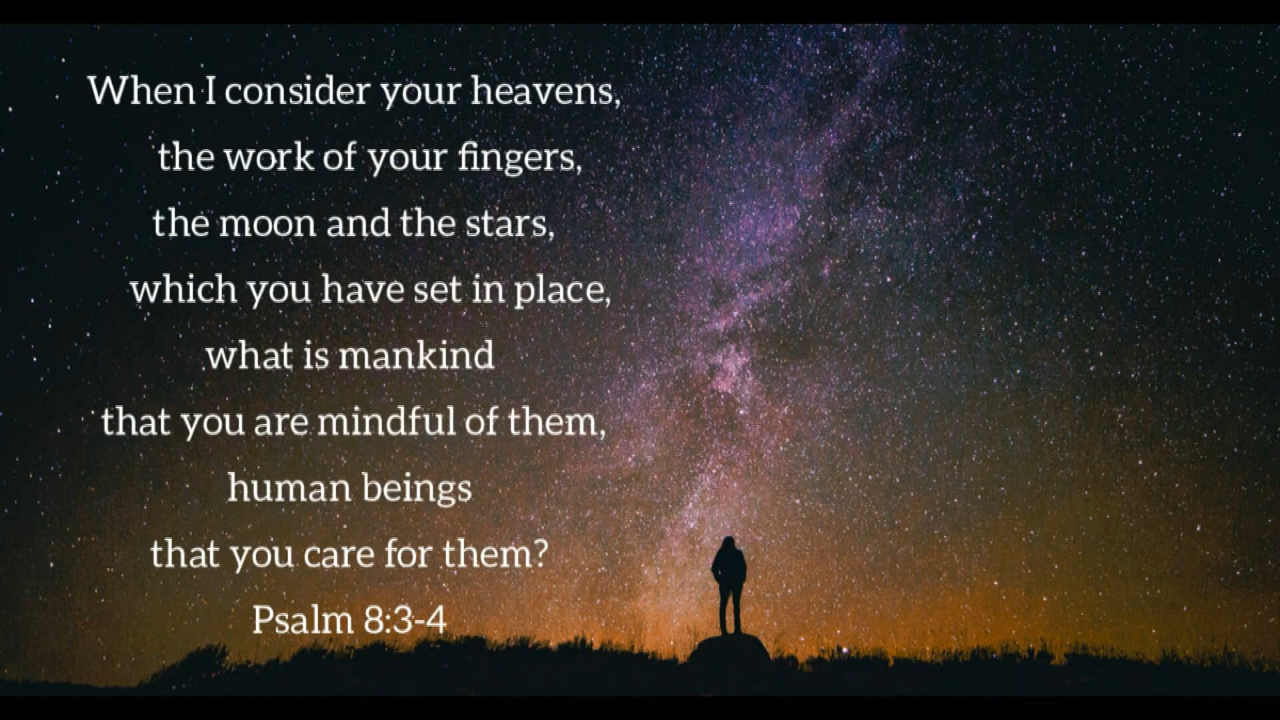 When I consider your heavens,
the work of your fingers,
the moon and the stars,
which you have set in place,
what is mankind
that you are mindful of them,
human beings
that you care for them?
Psalm 8:3-4